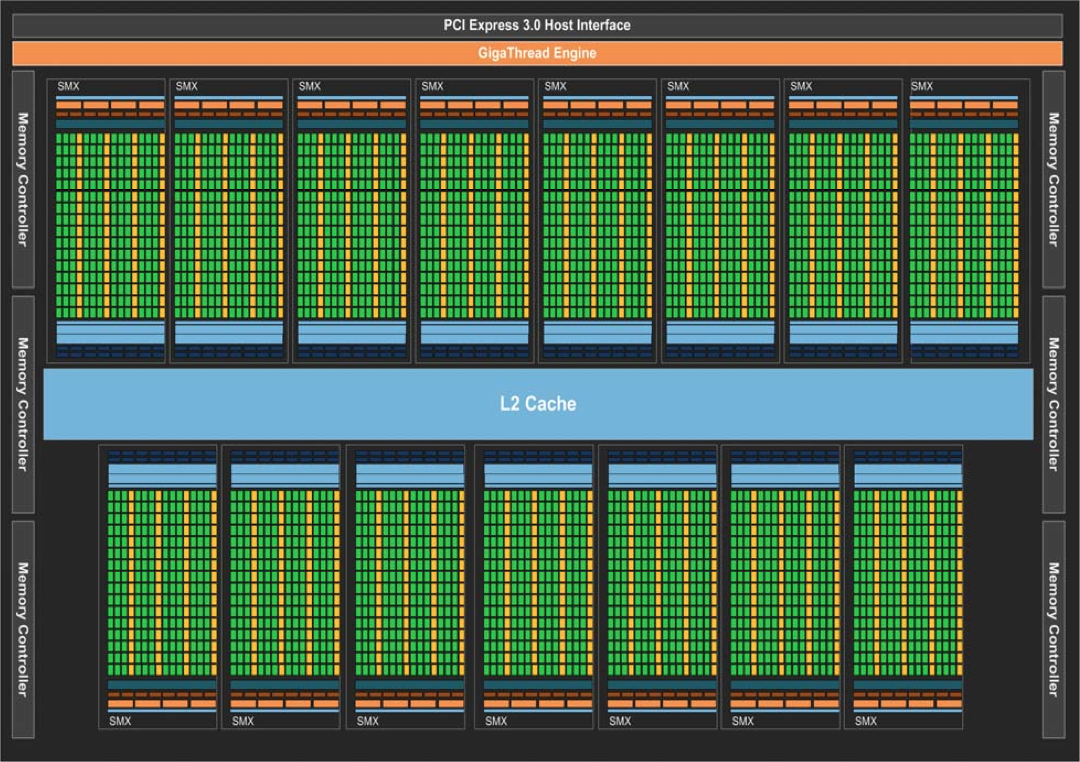 PCI Express 3.0 Host Interface
GigaThread Engine
SMX SMX SMX SMX SMX SMX SMX SMX
Memory Controller
Memory Controller
Memory Controller
Memory Controller
L2 Cache
Memory Controller
Memory Controller
SMX SMX SMX SMX SMX SMX SMX